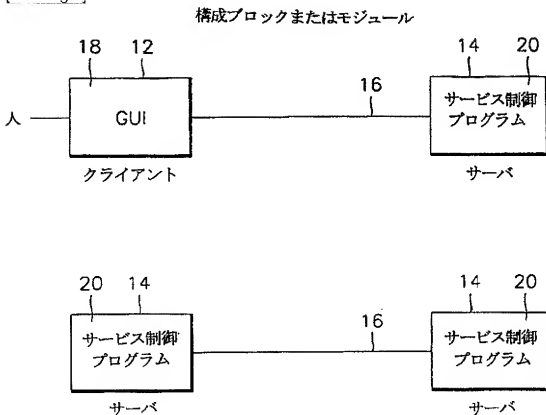 構成ブロックまたはモジュール
18 12 14 20
人 GUI 16 サービス制御
プログラム
クライアント サーバ
20 14 14 20
サービス制御 16 サービス制御
プログラム プログラム
サーバ サーバ